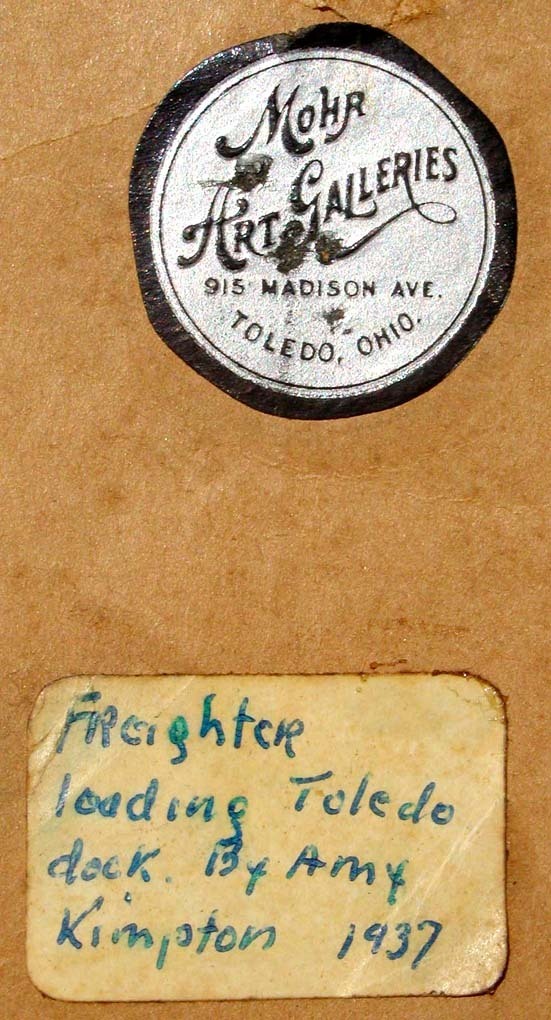 Mohr
Art Galleries
915 MADISON AVE.
TOLEDO, OHIO.
Freighter
loading Toledo
dock. By Amy
Kimpton 1937